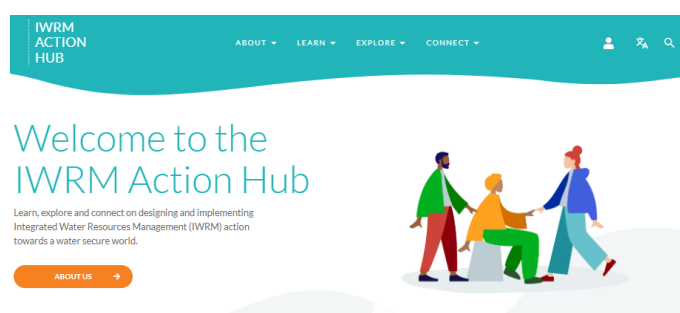 IWRM
ACTION
HUB
ABOUT
LEARN
EXPLORE
CONNECT
Welcome to the
IWRM Action Hub
Learn, explore and connect on designing and implementing
Integrated Water Resources Management (IWRM) action
towards a water secure world.
ABOUT US